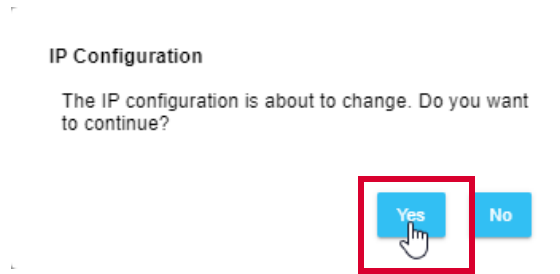 IP Configuration
The IP configuration is about to change. Do you want
to continue?
Yes
No